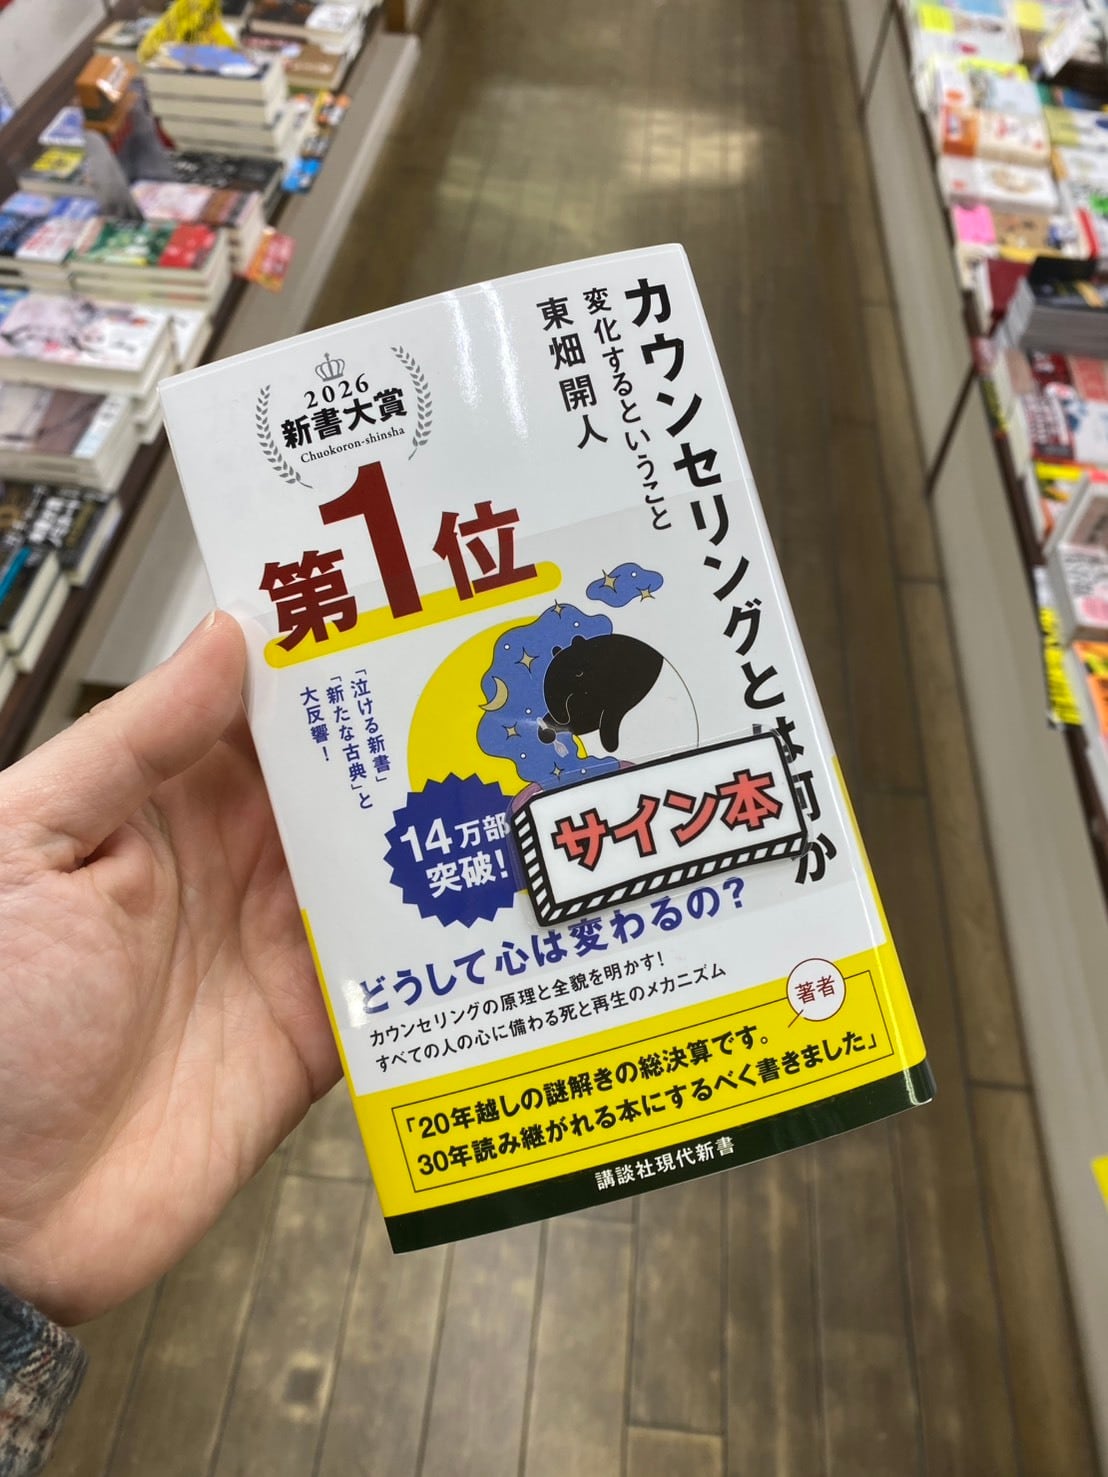 カウンセリングとは何か
変化するということ
東畑開人
2026
新書大賞
Chuokoron-shinsha
第1位
「泣ける新書」
「新たな古典」と
大反響!
14万部
突破!
サイン本
どうして心は変わるの?
カウンセリングの原理と全貌を明かす!
すべての人の心に備わる死と再生のメカニズム
著者
「20年越しの謎解きの総決算です。
30年読み継がれる本にするべく書きました」
講談社現代新書